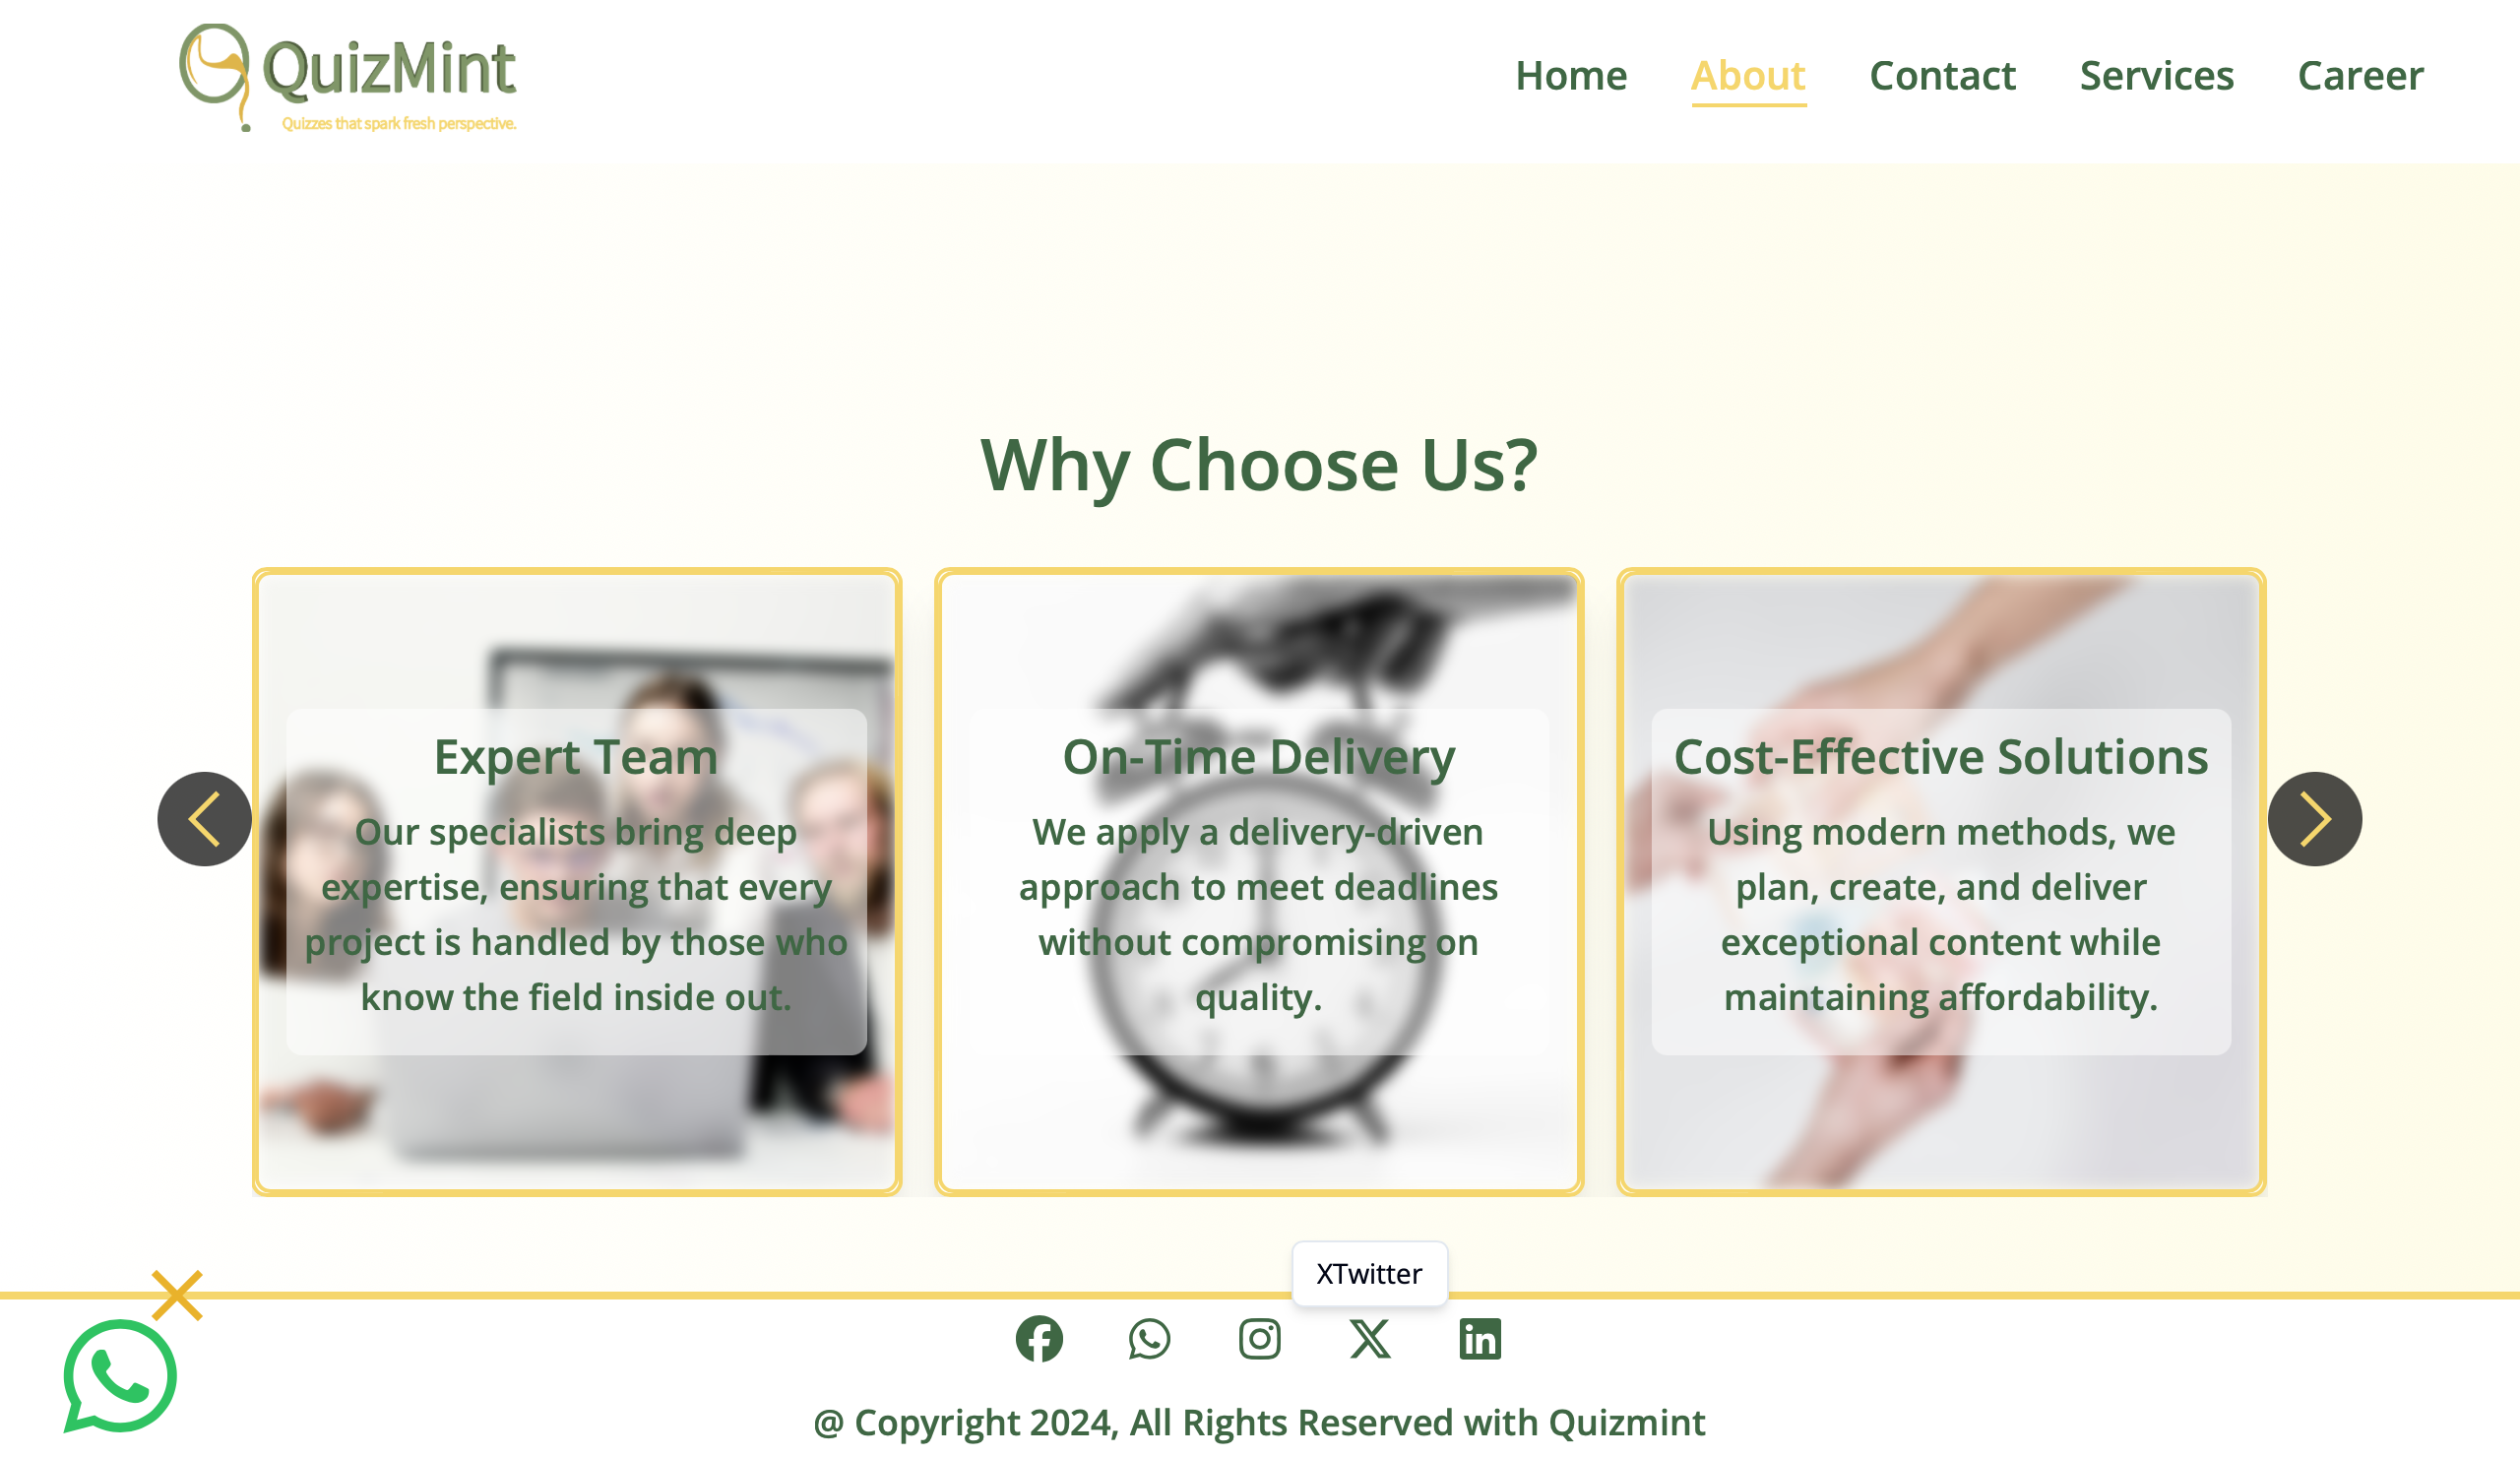 QuizMint
Quizzes that spark fresh perspective.
Home
About
Contact
Services
Career
Why Choose Us?
Expert Team
Our specialists bring deep
expertise, ensuring that every
project is handled by those who
know the field inside out.
On-Time Delivery
We apply a delivery-driven
approach to meet deadlines
without compromising on
quality.
Cost-Effective Solutions
Using modern methods, we
plan, create, and deliver
exceptional content while
maintaining affordability.
XTwitter
@ Copyright 2024, All Rights Reserved with Quizmint